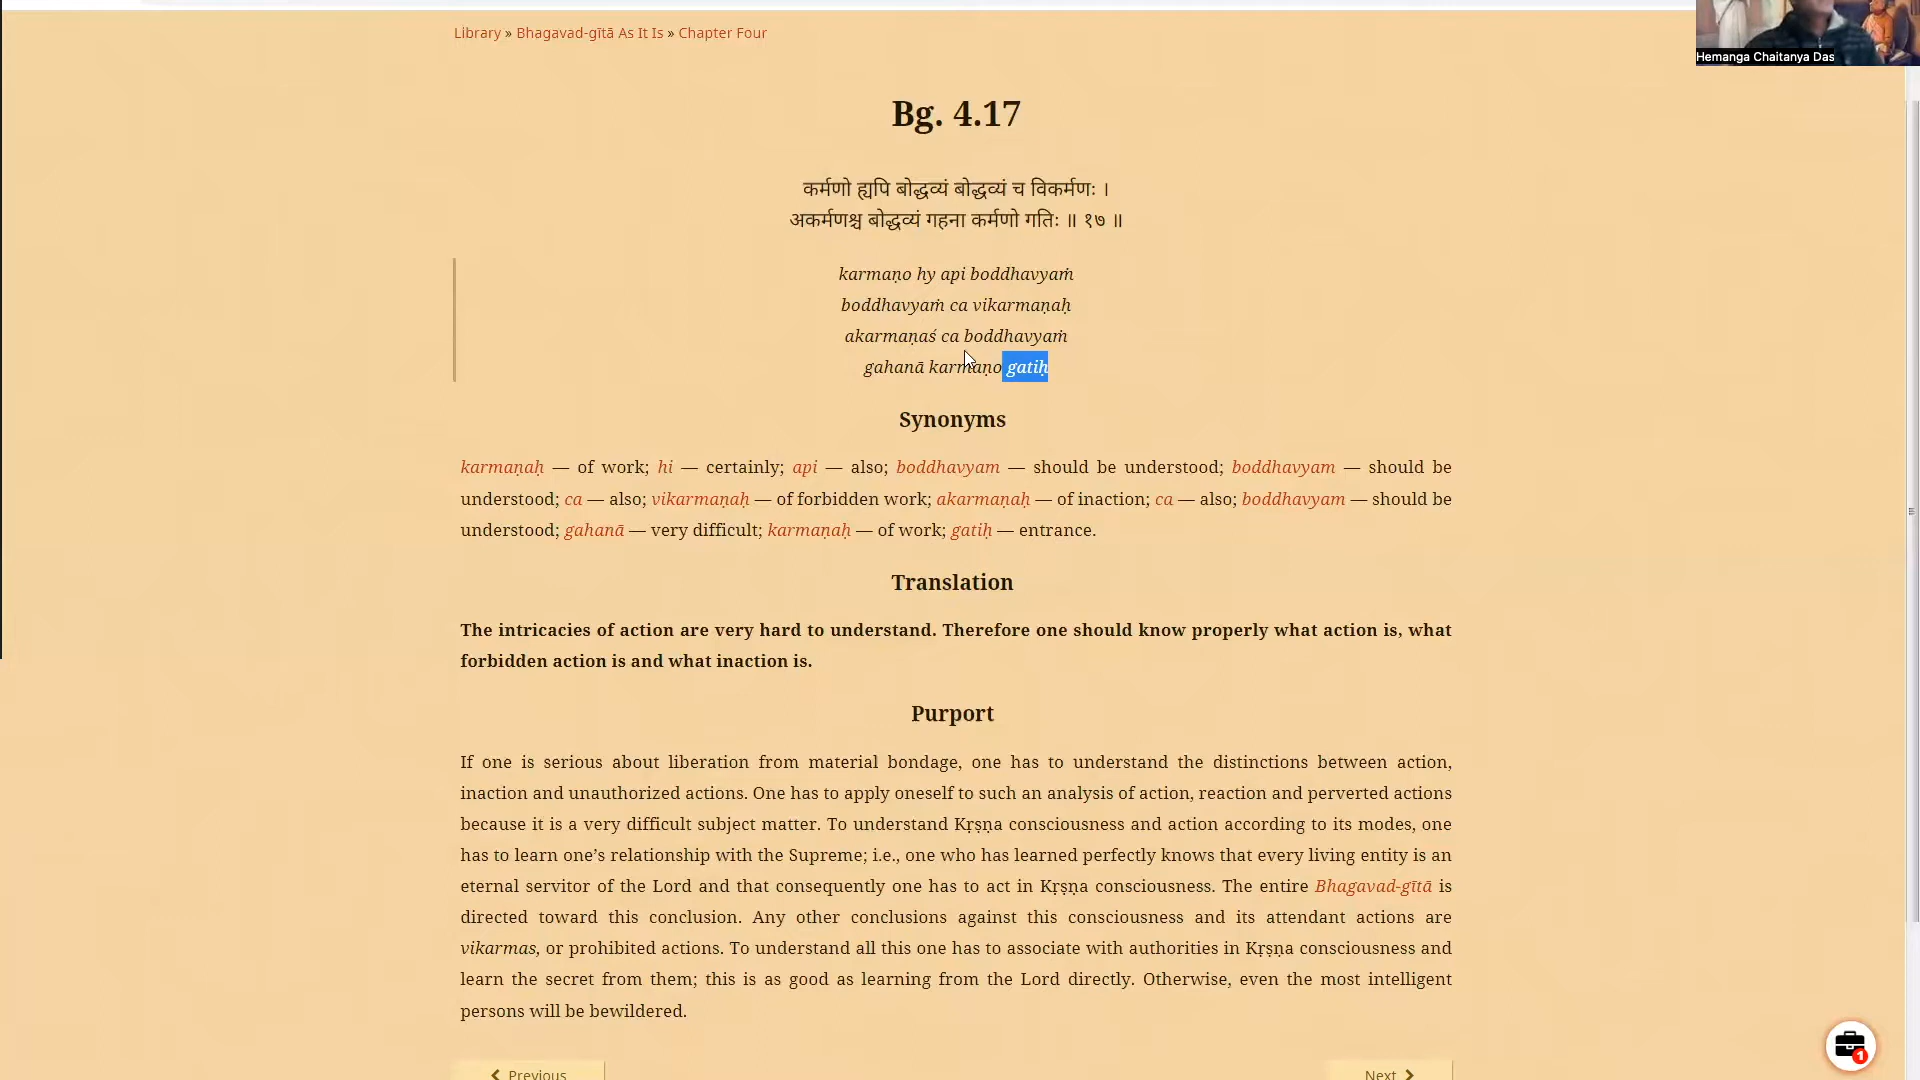 Library » Bhagavad-gītā As It Is » Chapter Four
Hemanga Chaitanya Das
Bg. 4.17
कर्मणो ह्यपि बोद्धव्यं बोद्धव्यं च विकर्मणः ।
अकर्मणश्च बोद्धव्यं गहना कर्मणो गतिः ॥ १७ ॥
karmaṇo hy api boddhavyaṁ
boddhavyaṁ ca vikarmaṇaḥ
akarmaṇaś ca boddhavyaṁ
gahanā karmaṇo gatiḥ
Synonyms
karmaṇaḥ — of work; hi — certainly; api — also; boddhavyam — should be understood; boddhavyam — should be
understood; ca — also; vikarmaṇaḥ — of forbidden work; akarmaṇaḥ — of inaction; ca — also; boddhavyam — should be
understood; gahanā — very difficult; karmaṇaḥ — of work; gatiḥ — entrance.
Translation
The intricacies of action are very hard to understand. Therefore one should know properly what action is, what
forbidden action is and what inaction is.
Purport
If one is serious about liberation from material bondage, one has to understand the distinctions between action,
inaction and unauthorized actions. One has to apply oneself to such an analysis of action, reaction and perverted actions
because it is a very difficult subject matter. To understand Kṛṣṇa consciousness and action according to its modes, one
has to learn one’s relationship with the Supreme; i.e., one who has learned perfectly knows that every living entity is an
eternal servitor of the Lord and that consequently one has to act in Kṛṣṇa consciousness. The entire Bhagavad-gītā is
directed toward this conclusion. Any other conclusions against this consciousness and its attendant actions are
vikarmas, or prohibited actions. To understand all this one has to associate with authorities in Kṛṣṇa consciousness and
learn the secret from them; this is as good as learning from the Lord directly. Otherwise, even the most intelligent
persons will be bewildered.
1
Previous
Next